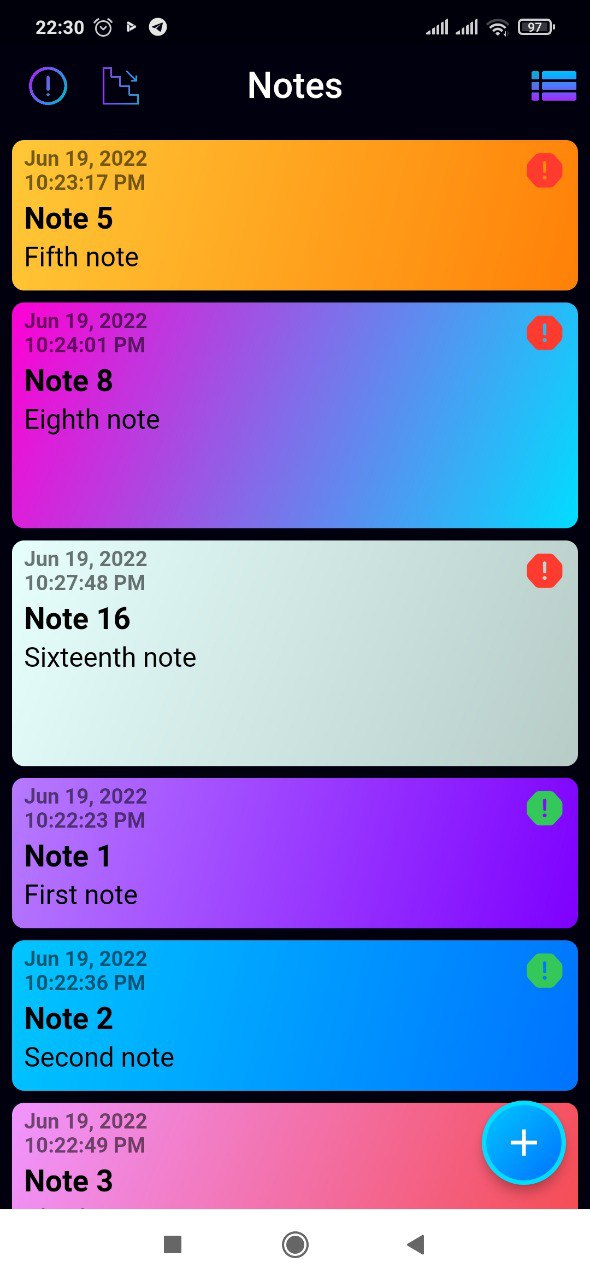 22:30
97
Notes
Jun 19, 2022
10:23:17 PM
Note 5
Fifth note
Jun 19, 2022
10:24:01 PM
Note 8
Eighth note
Jun 19, 2022
10:27:48 PM
Note 16
Sixteenth note
Jun 19, 2022
10:22:23 PM
Note 1
First note
Jun 19, 2022
10:22:36 PM
Note 2
Second note
Jun 19, 2022
10:22:49 PM
Note 3